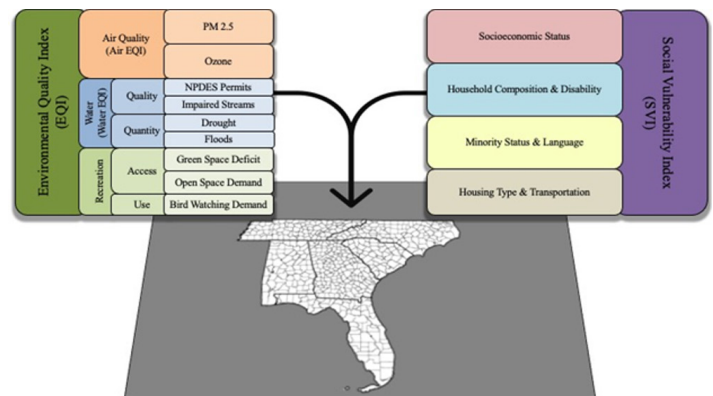 Environmental Quality Index
(EQI)
Air Quality
(Air EQI)
PM 2.5
Ozone
Water
(Water EQI)
Quality
NPDES Permits
Impaired Streams
Quantity
Drought
Floods
Recreation
Access
Green Space Deficit
Open Space Demand
Use
Bird Watching Demand
Socioeconomic Status
Household Composition & Disability
Minority Status & Language
Housing Type & Transportation
Social Vulnerability Index
(SVI)